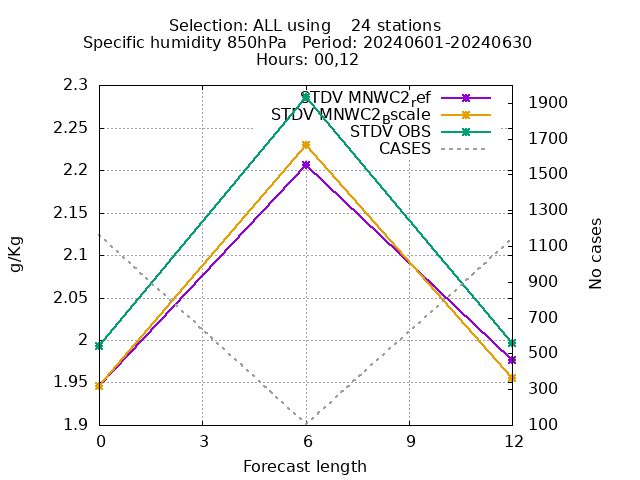 Selection: ALL using    24 stations
Specific humidity 850hPa   Period: 20240601-20240630
Hours: 00,12
STDV MNWC2_ref
STDV MNWC2_Bscale
STDV OBS
CASES
2.3
2.25
2.2
2.15
2.1
2.05
2
1.95
1.9
g/Kg
1900
1700
1500
1300
1100
900
700
500
300
100
No cases
0 3 6 9 12
Forecast length